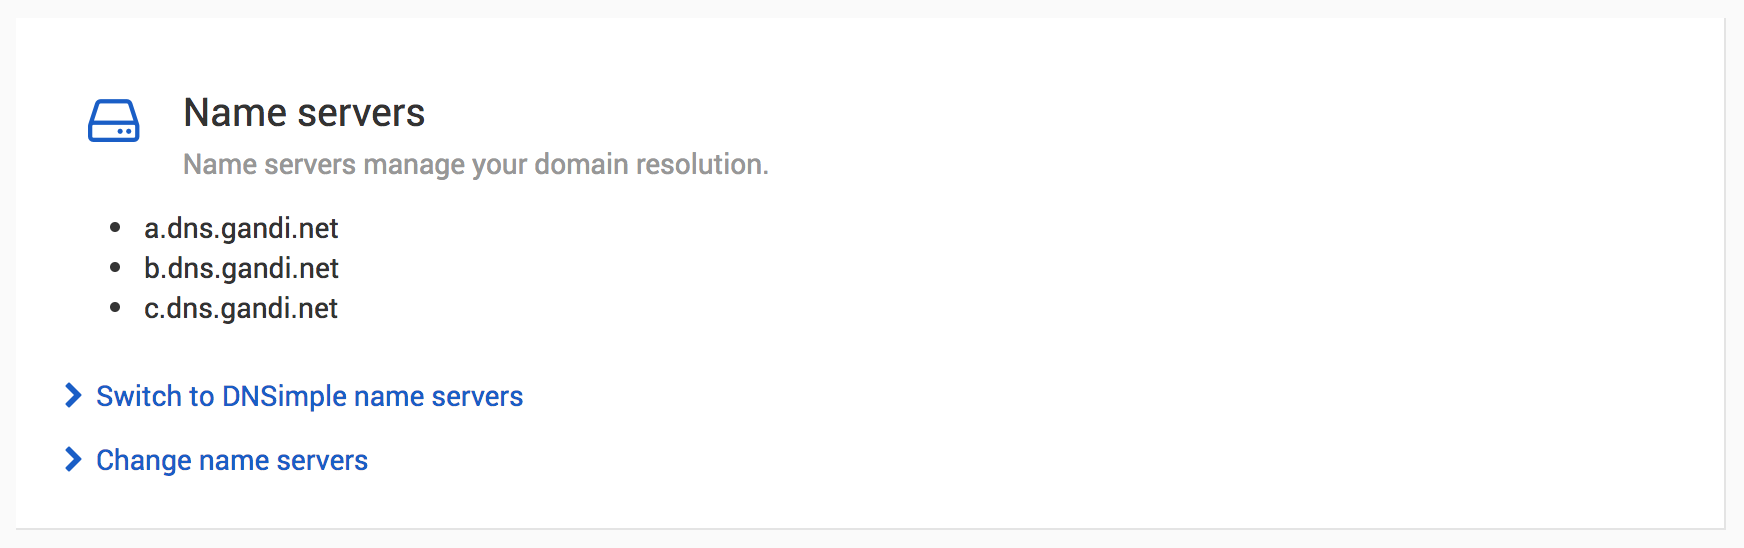 Name servers
Name servers manage your domain resolution.
a.dns.gandi.net
b.dns.gandi.net
c.dns.gandi.net
Switch to DNSimple name servers
Change name servers